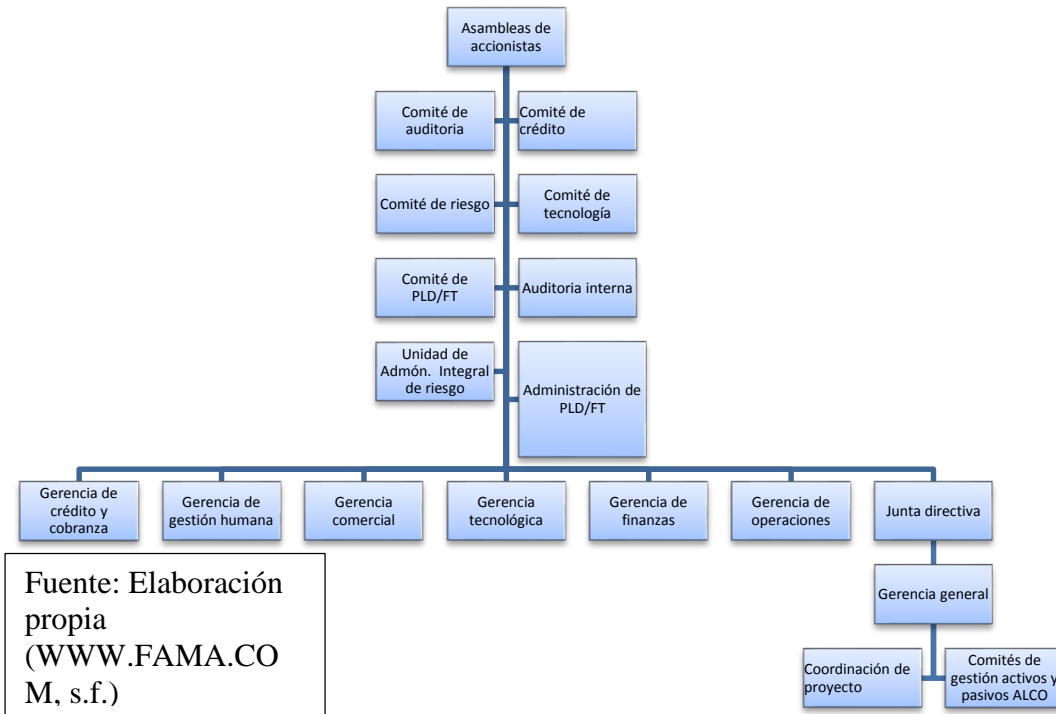 Asambleas de
accionistas
Comité de
auditoria
Comité de
crédito
Comité de riesgo
Comité de
tecnología
Comité de
PLD/FT
Auditoria interna
Unidad de
Admón. Integral
de riesgo
Administración de
PLD/FT
Gerencia de
crédito y
cobranza
Gerencia de
gestión humana
Gerencia
comercial
Gerencia
tecnológica
Gerencia de
finanzas
Gerencia de
operaciones
Junta directiva
Gerencia general
Coordinación de
proyecto
Comités de
gestión activos y
pasivos ALCO
Fuente: Elaboración
propia
(WWW.FAMA.CO
M, s.f.)